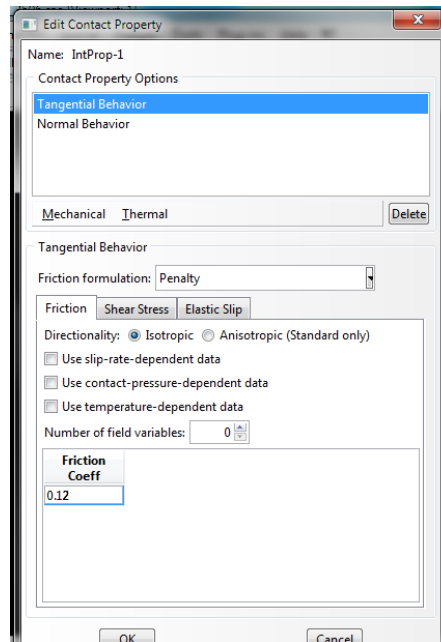 Edit Contact Property
Name: IntProp-1
Contact Property Options
Tangential Behavior
Normal Behavior
Mechanical Thermal Delete
Tangential Behavior
Friction formulation: Penalty
Friction Shear Stress Elastic Slip
Directionality: Isotropic Anisotropic (Standard only)
Use slip-rate-dependent data
Use contact-pressure-dependent data
Use temperature-dependent data
Number of field variables: 0
Friction
Coeff
0.12
OK Cancel